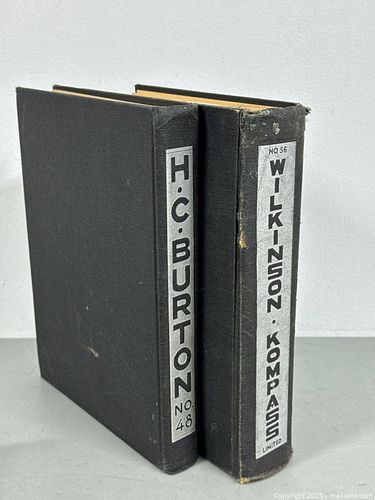 H·C·BURTON
NO.
48
NO 56
WILKINSON · KOMPASS
LIMITED
Copyright 2025 - maxsold.com